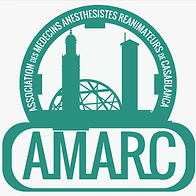 ASSOCIATION DES MEDECINS ANESTHESISTES REANIMATEURS DE CASABLANCA
AMARC